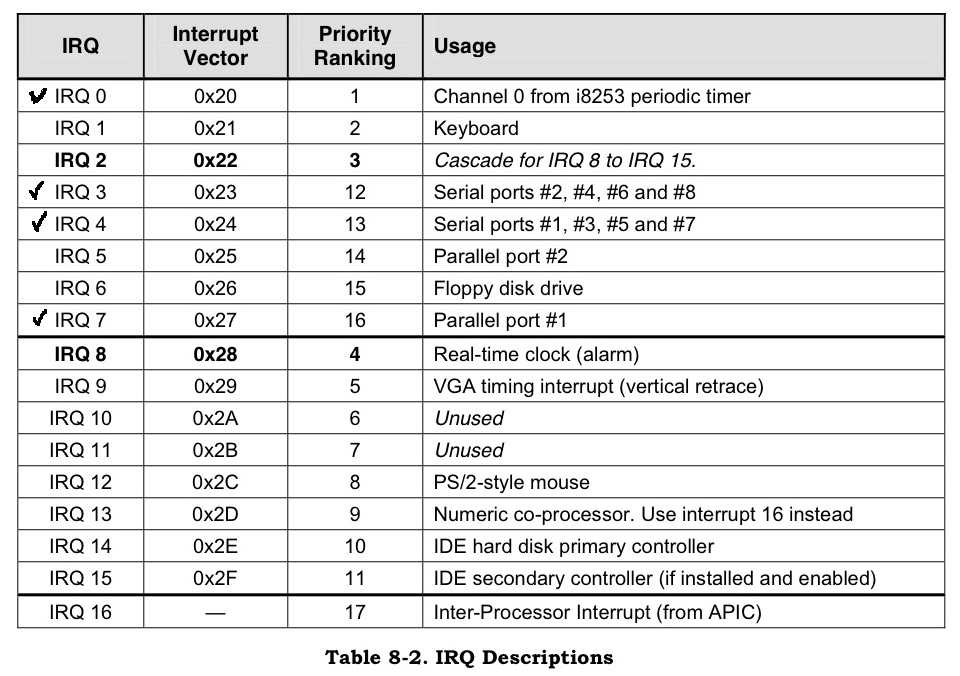 IRQ Interrupt Vector Priority Ranking Usage
✓ IRQ 0 0x20 1 Channel 0 from i8253 periodic timer
IRQ 1 0x21 2 Keyboard
IRQ 2 0x22 3 Cascade for IRQ 8 to IRQ 15.
✓ IRQ 3 0x23 12 Serial ports #2, #4, #6 and #8
✓ IRQ 4 0x24 13 Serial ports #1, #3, #5 and #7
IRQ 5 0x25 14 Parallel port #2
IRQ 6 0x26 15 Floppy disk drive
✓ IRQ 7 0x27 16 Parallel port #1
IRQ 8 0x28 4 Real-time clock (alarm)
IRQ 9 0x29 5 VGA timing interrupt (vertical retrace)
IRQ 10 0x2A 6 Unused
IRQ 11 0x2B 7 Unused
IRQ 12 0x2C 8 PS/2-style mouse
IRQ 13 0x2D 9 Numeric co-processor. Use interrupt 16 instead
IRQ 14 0x2E 10 IDE hard disk primary controller
IRQ 15 0x2F 11 IDE secondary controller (if installed and enabled)
IRQ 16 — 17 Inter-Processor Interrupt (from APIC)
Table 8-2. IRQ Descriptions